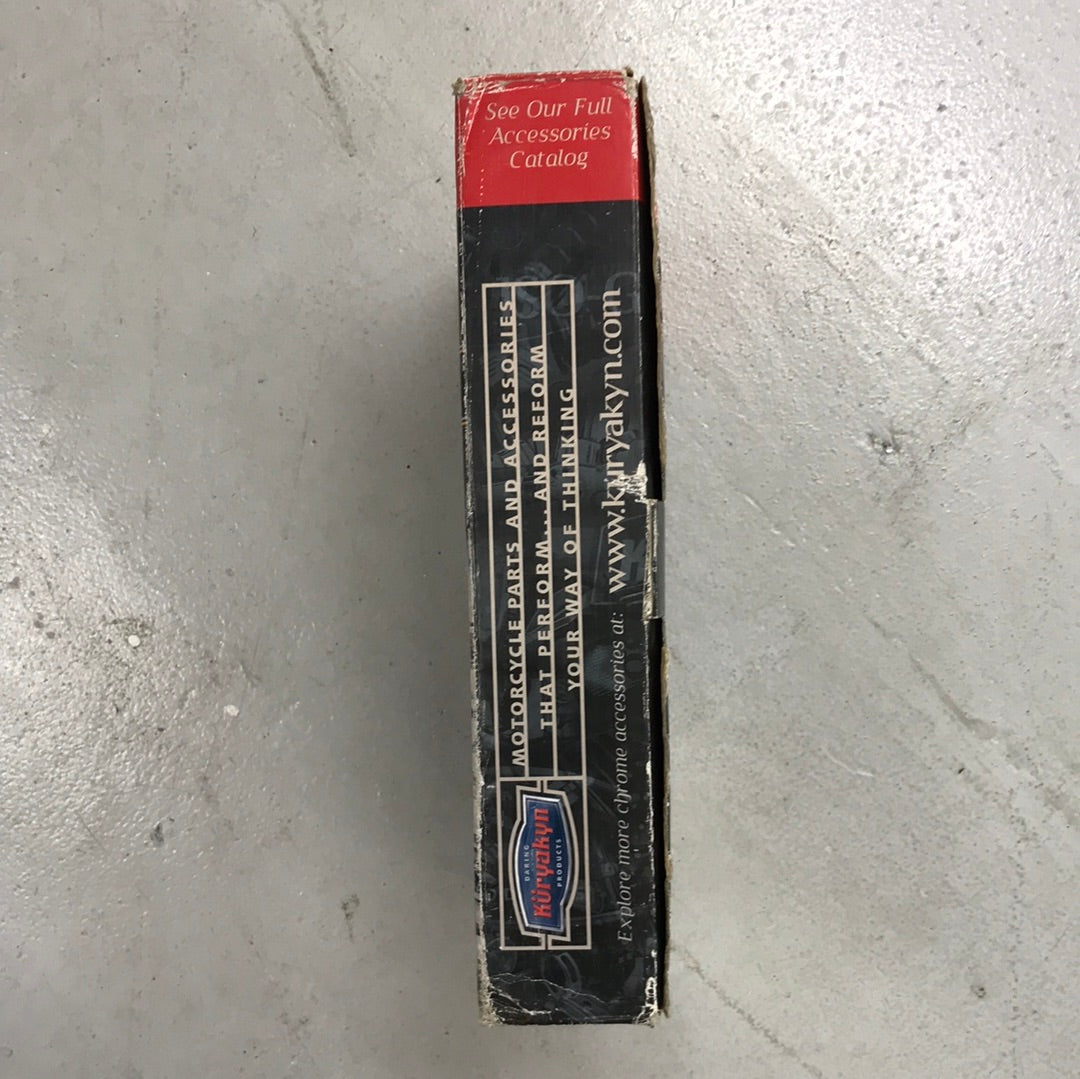 See Our Full
Accessories
Catalog
MOTORCYCLE PARTS AND ACCESSORIES
THAT PERFORM... AND REFORM
YOUR WAY OF THINKING
DARING
Küryakyn
PRODUCTS
Explore more chrome accessories at: www.kuryakyn.com